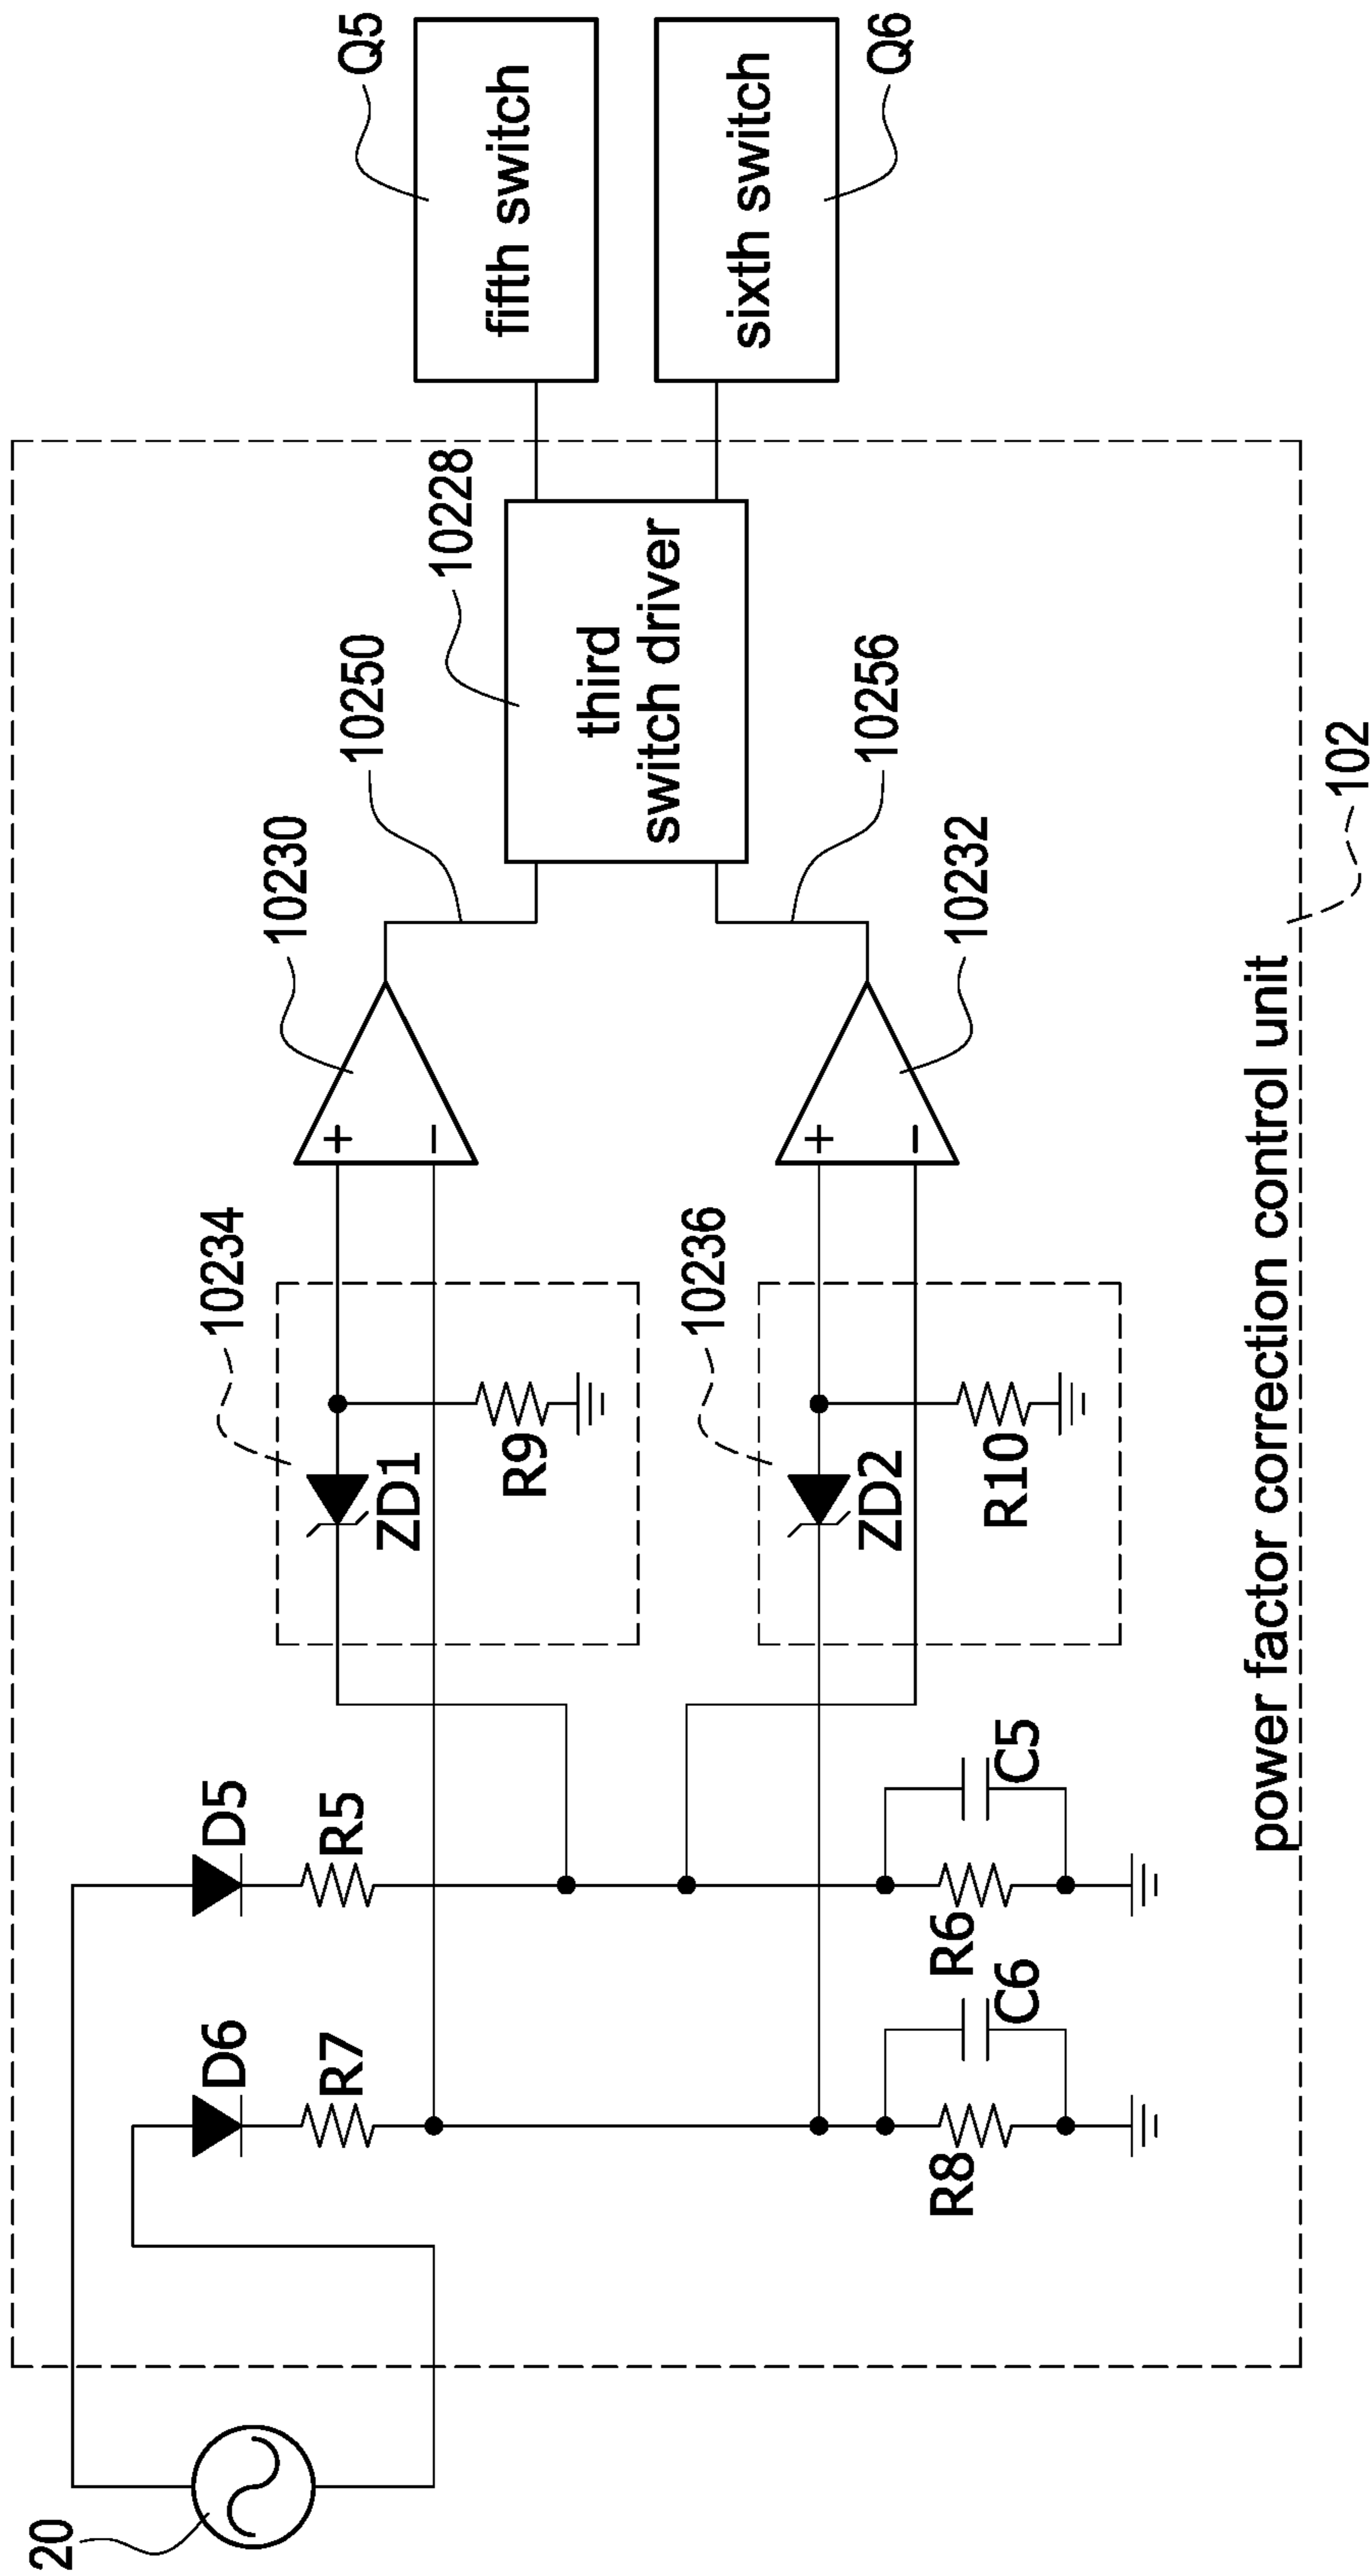 20
D6
D5
R7
R5
R8
C6
R6
C5
10234
ZD1
R9
10236
ZD2
R10
10230
+
−
10232
+
−
10250
10256
10228
third
switch driver
Q5
fifth switch
Q6
sixth switch
power factor correction control unit
102